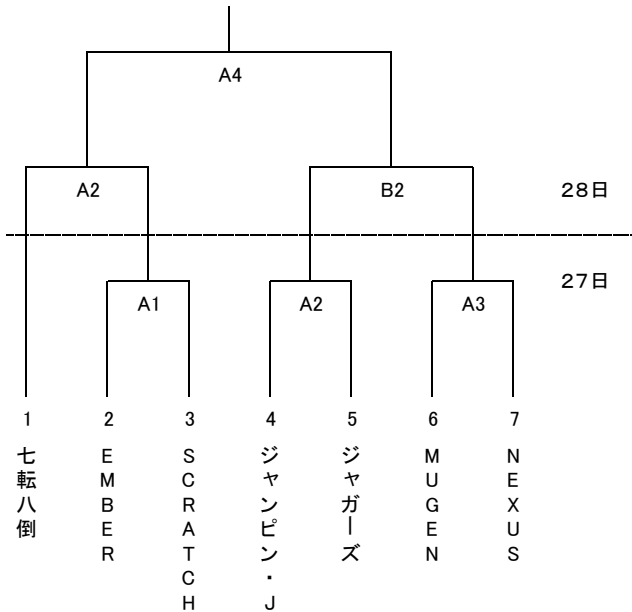 A4
A2
B2
28日
27日
A1
A2
A3
1
2
3
4
5
6
7
七転八倒
EMBER
SCRATCH
ジャンピン・J
ジャガーズ
MUGEN
NEXUS